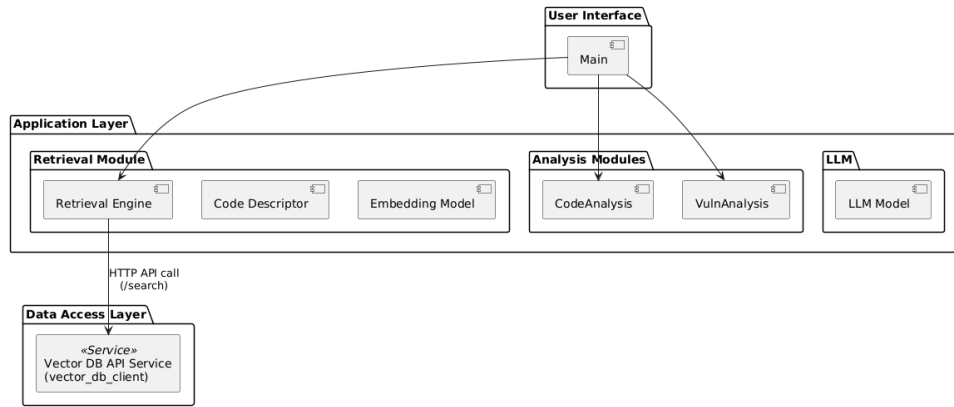 User Interface
Main
Application Layer
Retrieval Module
Retrieval Engine
Code Descriptor
Embedding Model
Analysis Modules
CodeAnalysis
VulnAnalysis
LLM
LLM Model
HTTP API call
(/search)
Data Access Layer
«Service»
Vector DB API Service
(vector_db_client)